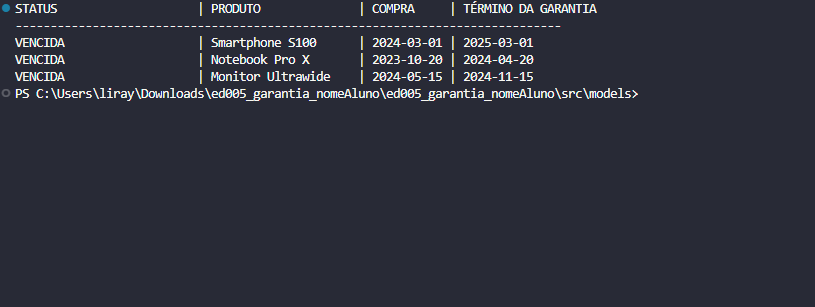 STATUS | PRODUTO | COMPRA | TÉRMINO DA GARANTIA
------------------------------------------------------------------------------
VENCIDA | Smartphone S100 | 2024-03-01 | 2025-03-01
VENCIDA | Notebook Pro X | 2023-10-20 | 2024-04-20
VENCIDA | Monitor Ultrawide | 2024-05-15 | 2024-11-15
PS C:\Users\liray\Downloads\ed005_garantia_nomeAluno\ed005_garantia_nomeAluno\src\models>